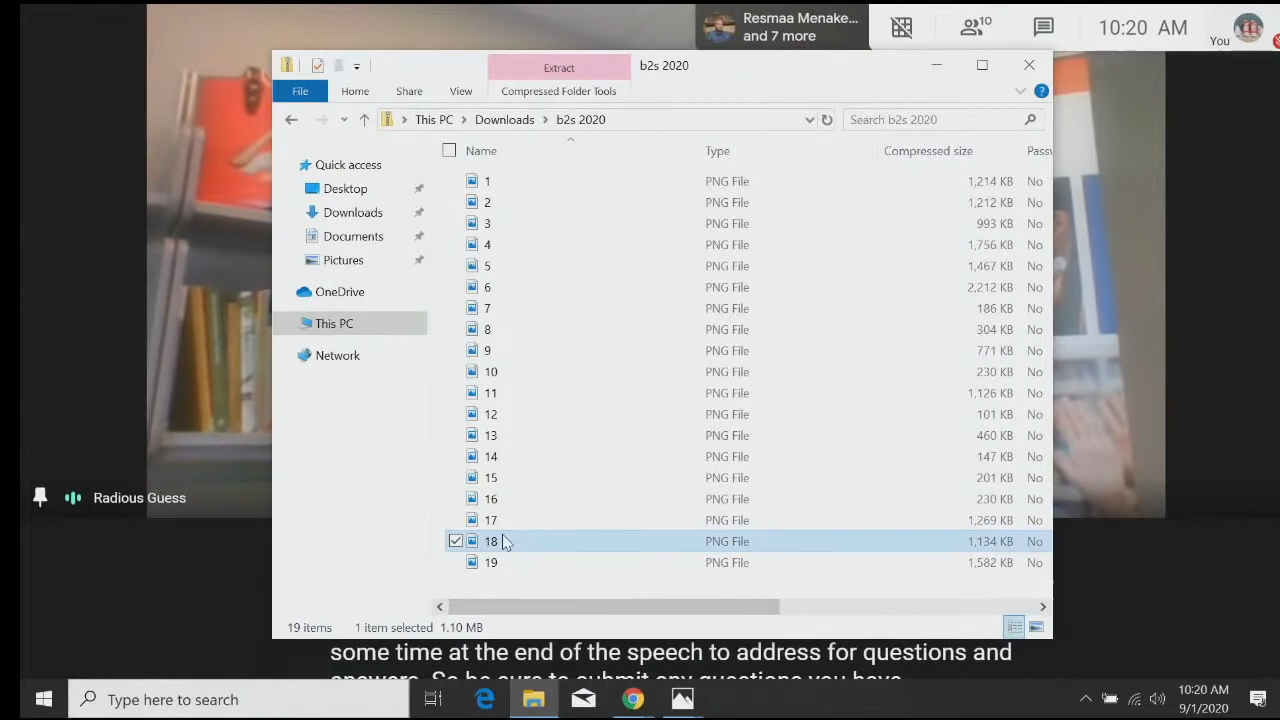 Resmaa Menake...
and 7 more
10
10:20 AM
You
Extract
b2s 2020
File
Home
Share
View
Compressed Folder Tools
This PC
Downloads
b2s 2020
Search b2s 2020
Name
Type
Compressed size
Passw
Quick access
Desktop
Downloads
Documents
Pictures
OneDrive
This PC
Network
1 PNG File 1,214 KB No
2 PNG File 1,212 KB No
3 PNG File 993 KB No
4 PNG File 1,756 KB No
5 PNG File 1,467 KB No
6 PNG File 2,212 KB No
7 PNG File 186 KB No
8 PNG File 304 KB No
9 PNG File 771 KB No
10 PNG File 230 KB No
11 PNG File 1,126 KB No
12 PNG File 101 KB No
13 PNG File 460 KB No
14 PNG File 147 KB No
15 PNG File 201 KB No
16 PNG File 230 KB No
17 PNG File 1,269 KB No
18 PNG File 1,134 KB No
19 PNG File 1,582 KB No
Radious Guess
19 items 1 item selected 1.10 MB
some time at the end of the speech to address for questions and
answers. So be sure to submit any questions you have
Type here to search
10:20 AM
9/1/2020